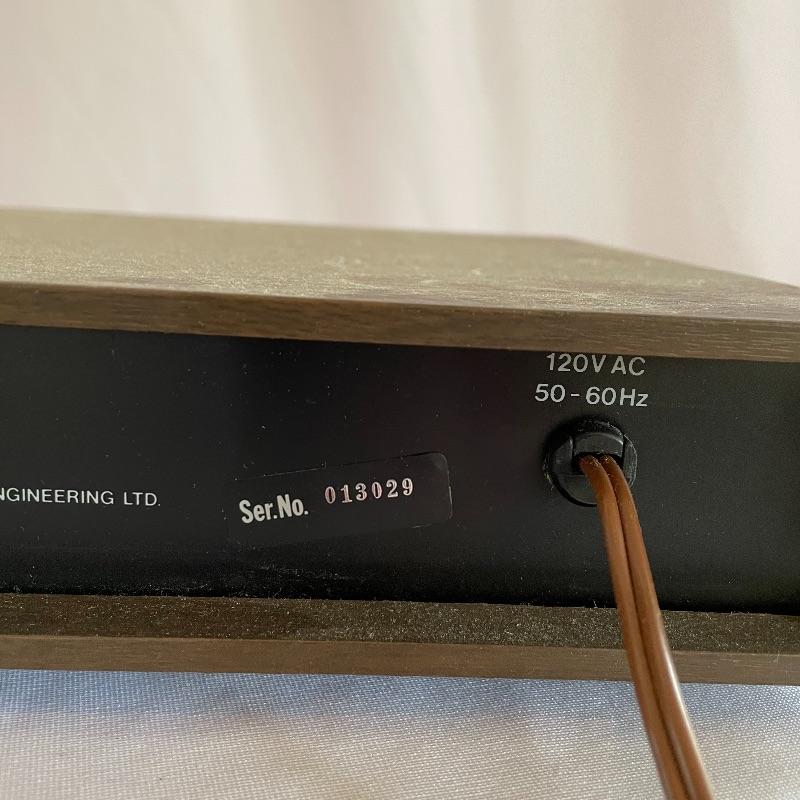 120V AC
50-60Hz
NGINEERING LTD.
Ser.No. 013029